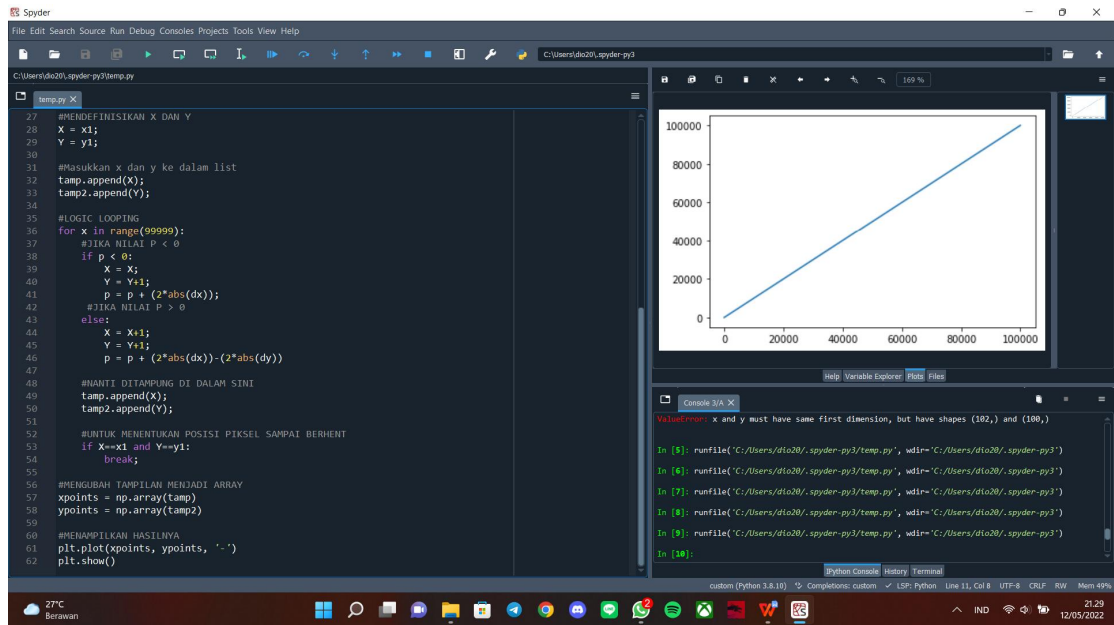 Spyder
File Edit Search Source Run Debug Consoles Projects Tools View Help
C:\Users\dio20\.spyder-py3
C:\Users\dio20\.spyder-py3\temp.py
temp.py X
27 #MENDEFINISIKAN X DAN Y
28 X = x1;
29 Y = y1;
30
31 #Masukkan x dan y ke dalam list
32 tamp.append(X);
33 tamp2.append(Y);
34
35 #LOGIC LOOPING
36 for x in range(99999):
37 #JIKA NILAI P < 0
38 if p < 0:
39 X = X;
40 Y = Y+1;
41 p = p + (2*abs(dx));
42 #JIKA NILAI P > 0
43 else:
44 X = X+1;
45 Y = Y+1;
46 p = p + (2*abs(dx))-(2*abs(dy))
47
48 #NANTI DITAMPUNG DI DALAM SINI
49 tamp.append(X);
50 tamp2.append(Y);
51
52 #UNTUK MENENTUKAN POSISI PIKSEL SAMPAI BERHENT
53 if X==x1 and Y==y1:
54 break;
55
56 #MENGUBAH TAMPILAN MENJADI ARRAY
57 xpoints = np.array(tamp)
58 ypoints = np.array(tamp2)
59
60 #MENAMPILKAN HASILNYA
61 plt.plot(xpoints, ypoints, '-')
62 plt.show()
169 %
100000
80000
60000
40000
20000
0
0 20000 40000 60000 80000 100000
Help Variable Explorer Plots Files
Console 3/A X
ValueError: x and y must have same first dimension, but have shapes (102,) and (100,)
In [5]: runfile('C:/Users/dio20/.spyder-py3/temp.py', wdir='C:/Users/dio20/.spyder-py3')
In [6]: runfile('C:/Users/dio20/.spyder-py3/temp.py', wdir='C:/Users/dio20/.spyder-py3')
In [7]: runfile('C:/Users/dio20/.spyder-py3/temp.py', wdir='C:/Users/dio20/.spyder-py3')
In [8]: runfile('C:/Users/dio20/.spyder-py3/temp.py', wdir='C:/Users/dio20/.spyder-py3')
In [9]: runfile('C:/Users/dio20/.spyder-py3/temp.py', wdir='C:/Users/dio20/.spyder-py3')
In [10]:
IPython Console History Terminal
custom (Python 3.8.10) Completions: custom LSP: Python Line 11, Col 8 UTF-8 CRLF RW Mem 49%
27°C
Berawan
2
IND
21.29
12/05/2022